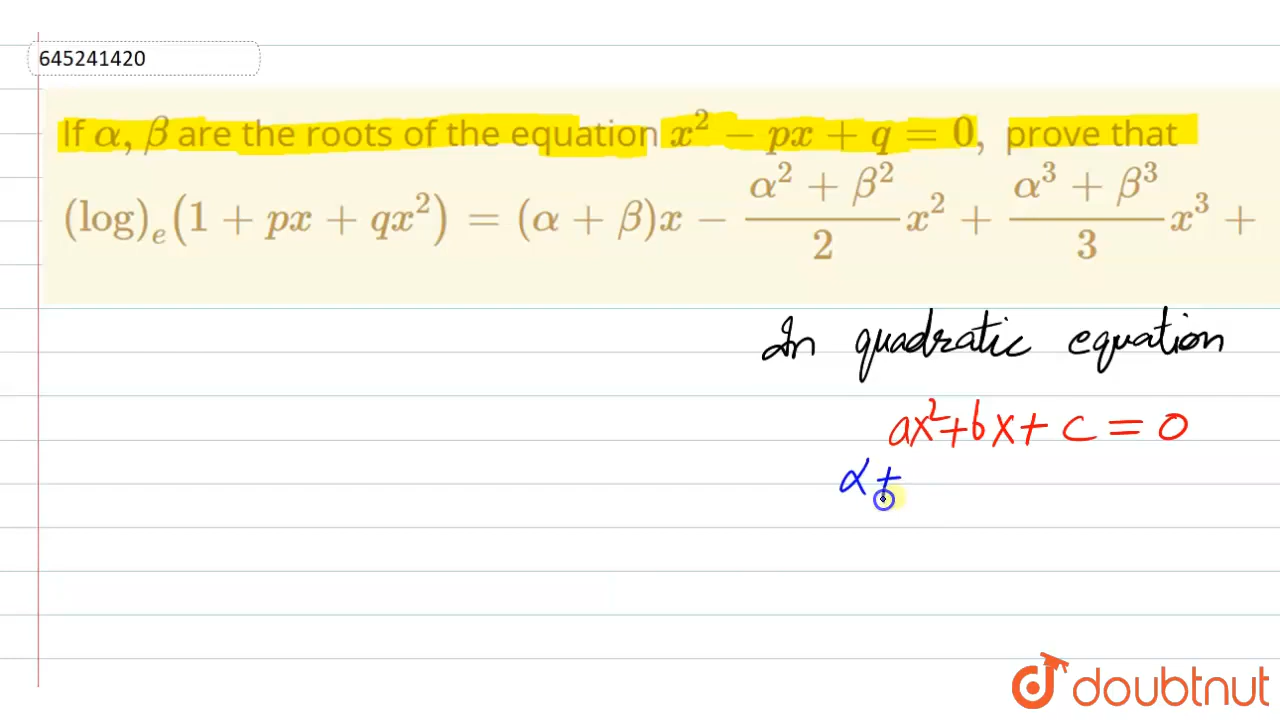 645241420
If α, β are the roots of the equation x² − px + q = 0, prove that
(log)ₑ(1 + px + qx²) = (α + β)x − (α² + β²)/2 x² + (α³ + β³)/3 x³ +
In quadratic equation
ax²+bx+c=0
α+
doubtnut